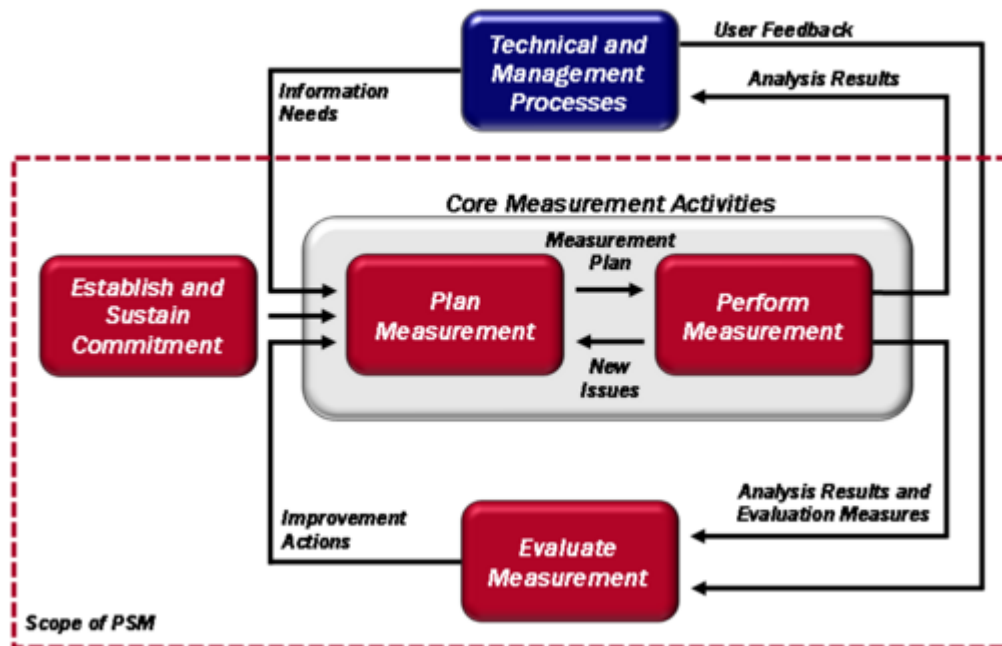 Technical and
Management
Processes
User Feedback
Analysis Results
Information
Needs
Core Measurement Activities
Measurement
Plan
Establish and
Sustain
Commitment
Plan
Measurement
Perform
Measurement
New
Issues
Analysis Results and
Evaluation Measures
Improvement
Actions
Evaluate
Measurement
Scope of PSM